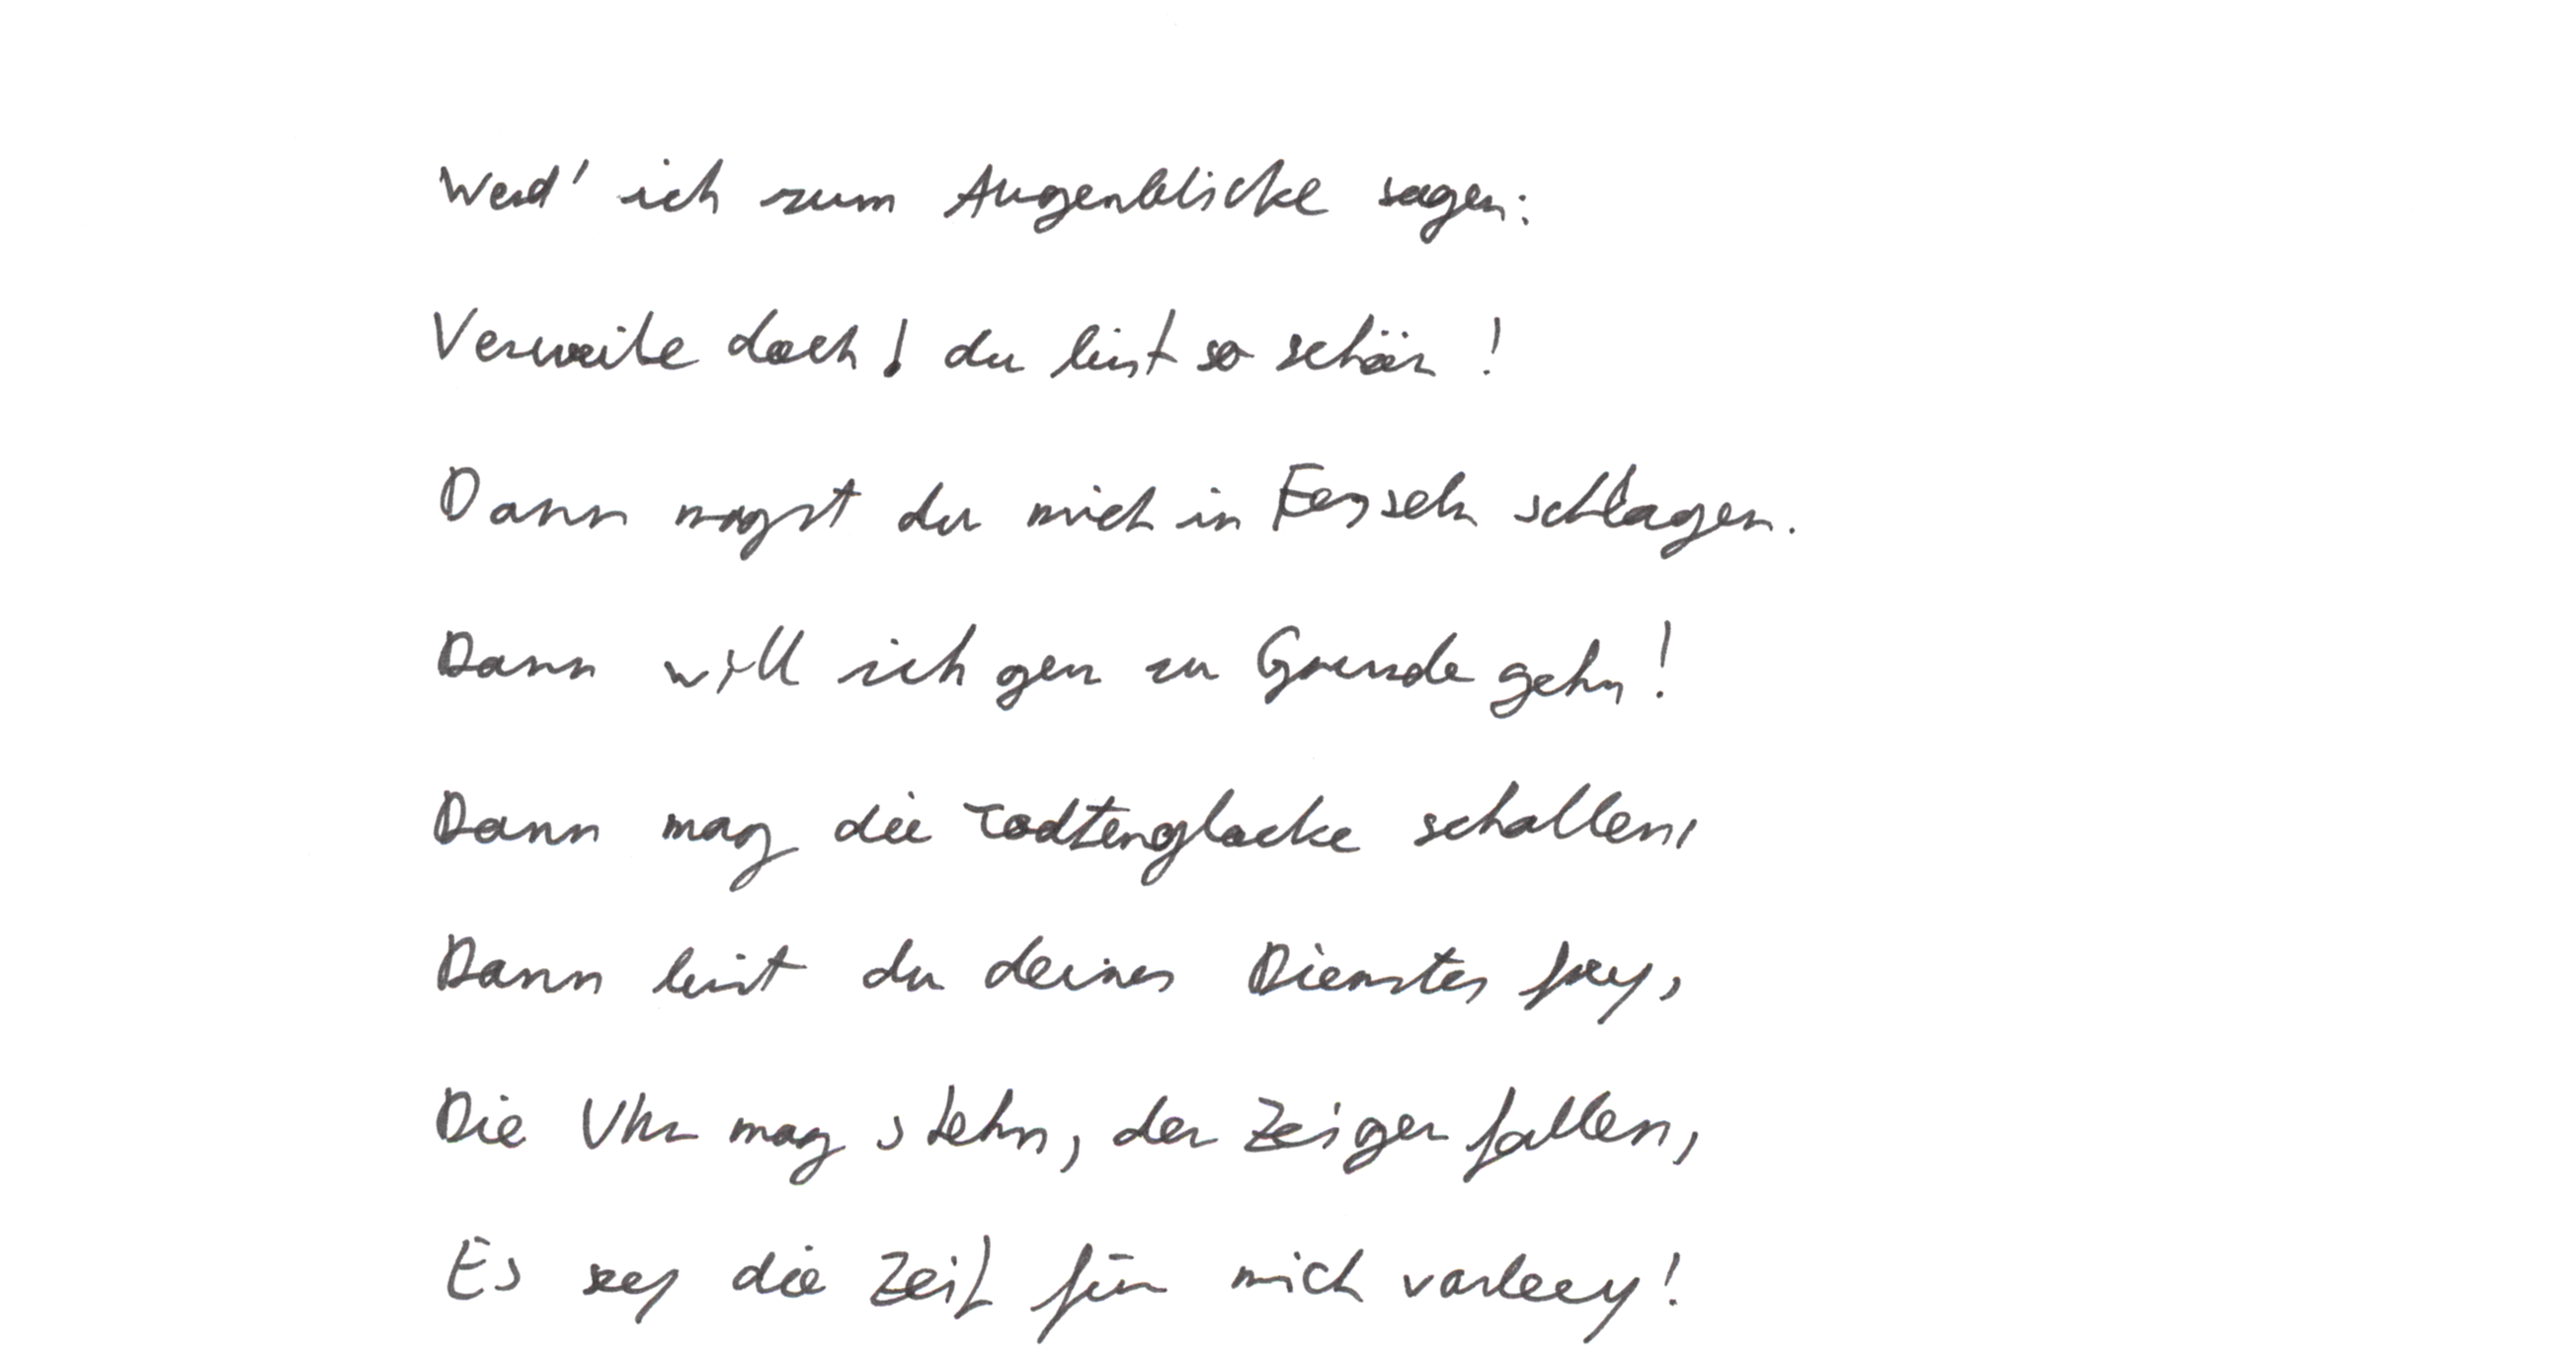 Werd' ich zum Augenblicke sagen:
Verweile doch! du bist so schön!
Dann magst du mich in Fesseln schlagen.
Dann will ich gern zu Grunde gehn!
Dann mag die Todtenglocke schallen,
Dann bist du deines Dienstes frey,
Die Uhr mag stehn, der Zeiger fallen,
Es sey die Zeit für mich vorbey!